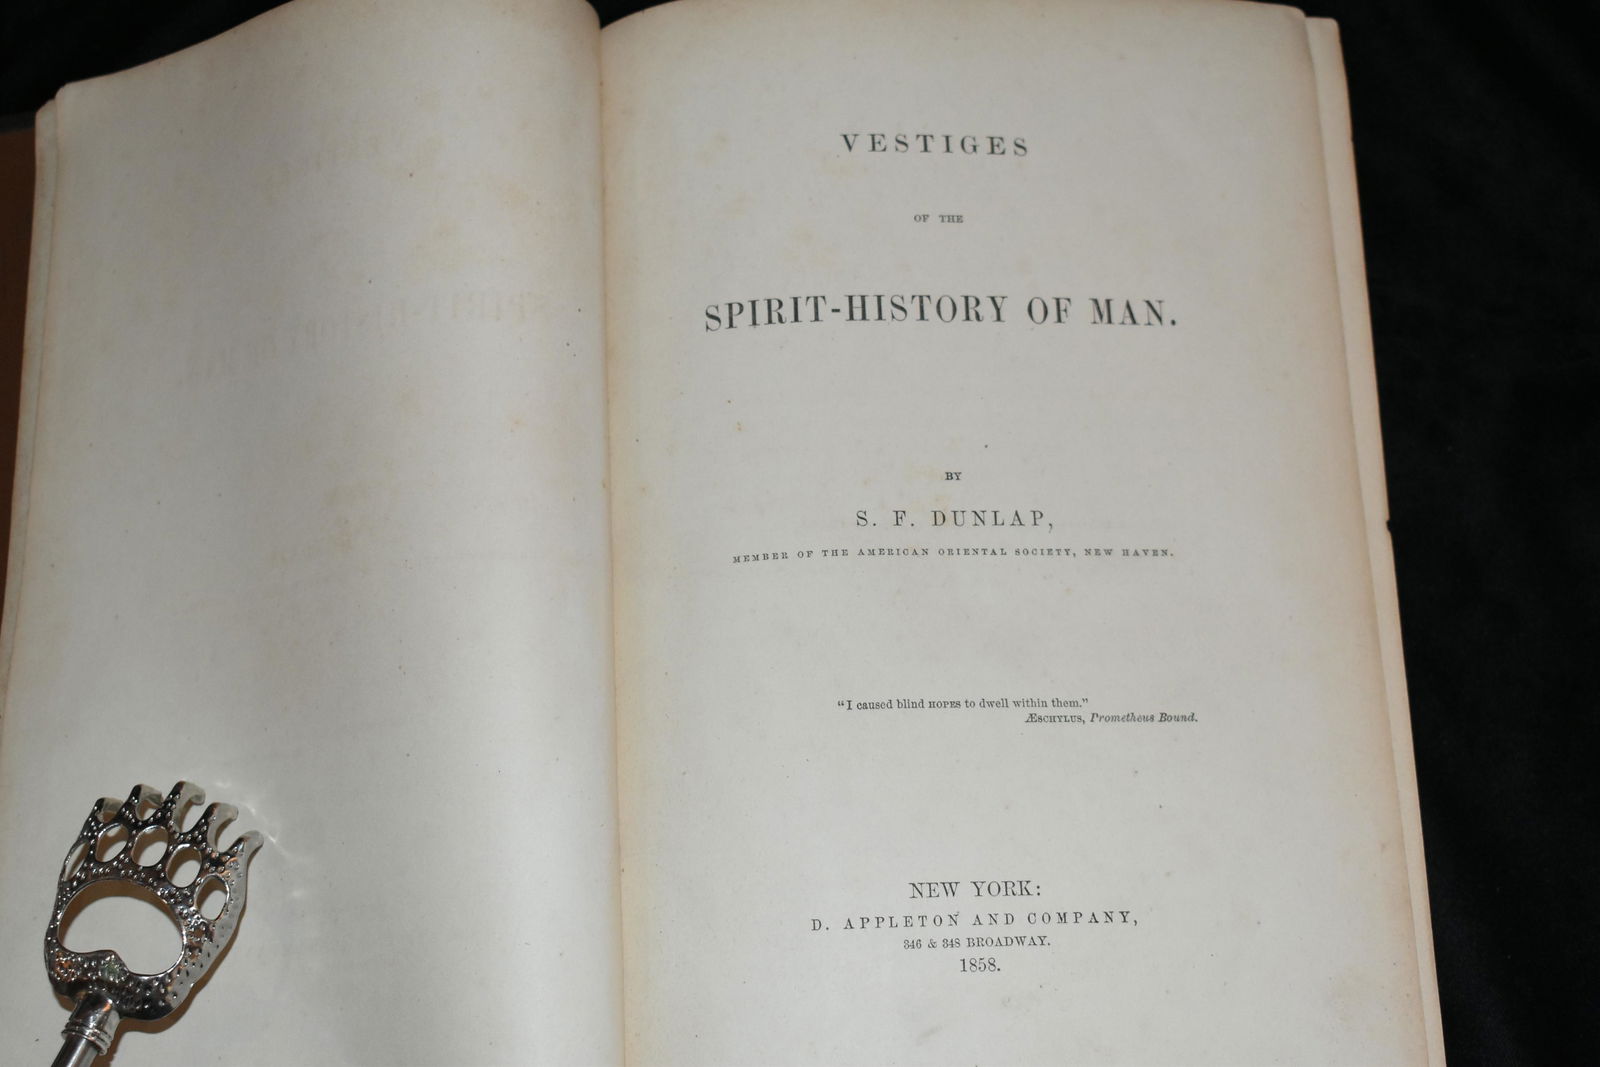 VESTIGES
OF THE
SPIRIT-HISTORY OF MAN.
BY
S. F. DUNLAP,
MEMBER OF THE AMERICAN ORIENTAL SOCIETY, NEW HAVEN.
"I caused blind HOPES to dwell within them."
ÆSCHYLUS, Prometheus Bound.
NEW YORK:
D. APPLETON AND COMPANY,
346 & 348 BROADWAY.
1858.